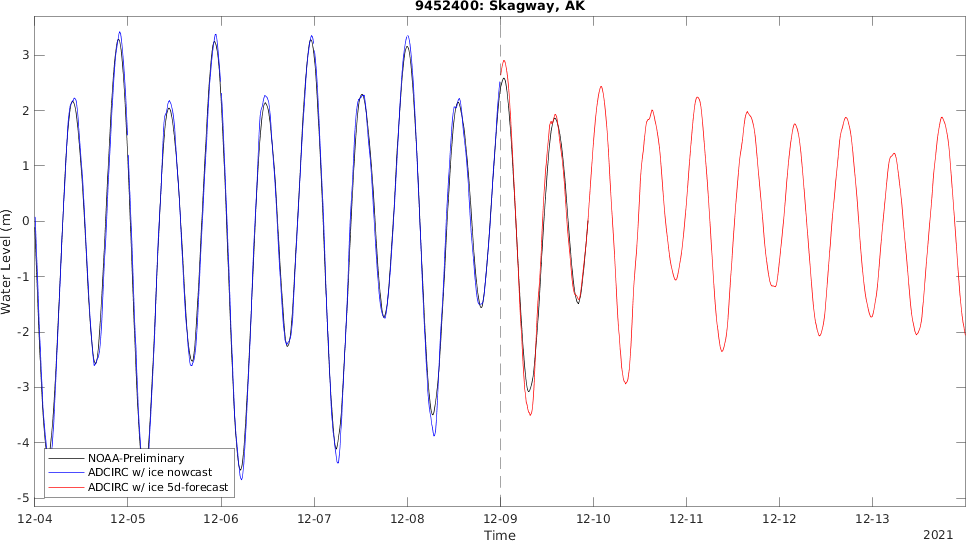 9452400: Skagway, AK
Water Level (m)
3
2
1
0
-1
-2
-3
-4
-5
NOAA-Preliminary
ADCIRC w/ ice nowcast
ADCIRC w/ ice 5d-forecast
12-04 12-05 12-06 12-07 12-08 12-09 12-10 12-11 12-12 12-13
Time
2021